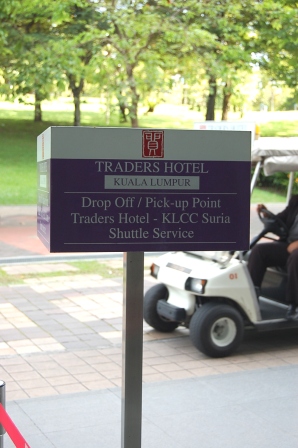 TRADERS HOTEL
KUALA LUMPUR
Drop Off / Pick-up Point
Traders Hotel - KLCC Suria
Shuttle Service